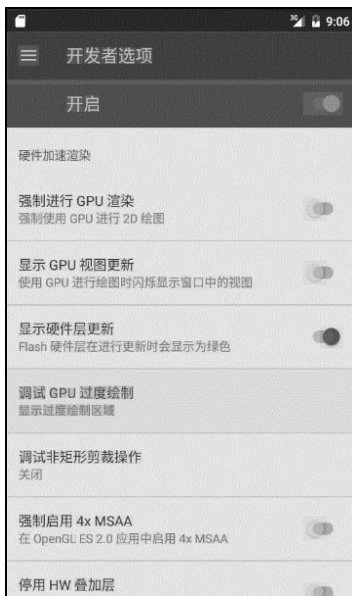 3G 9:06
开发者选项
开启
硬件加速渲染
强制进行 GPU 渲染
强制使用 GPU 进行 2D 绘图
显示 GPU 视图更新
使用 GPU 进行绘图时闪烁显示窗口中的视图
显示硬件层更新
Flash 硬件层在进行更新时会显示为绿色
调试 GPU 过度绘制
显示过度绘制区域
调试非矩形剪裁操作
关闭
强制启用 4x MSAA
在 OpenGL ES 2.0 应用中启用 4x MSAA
停用 HW 叠加层